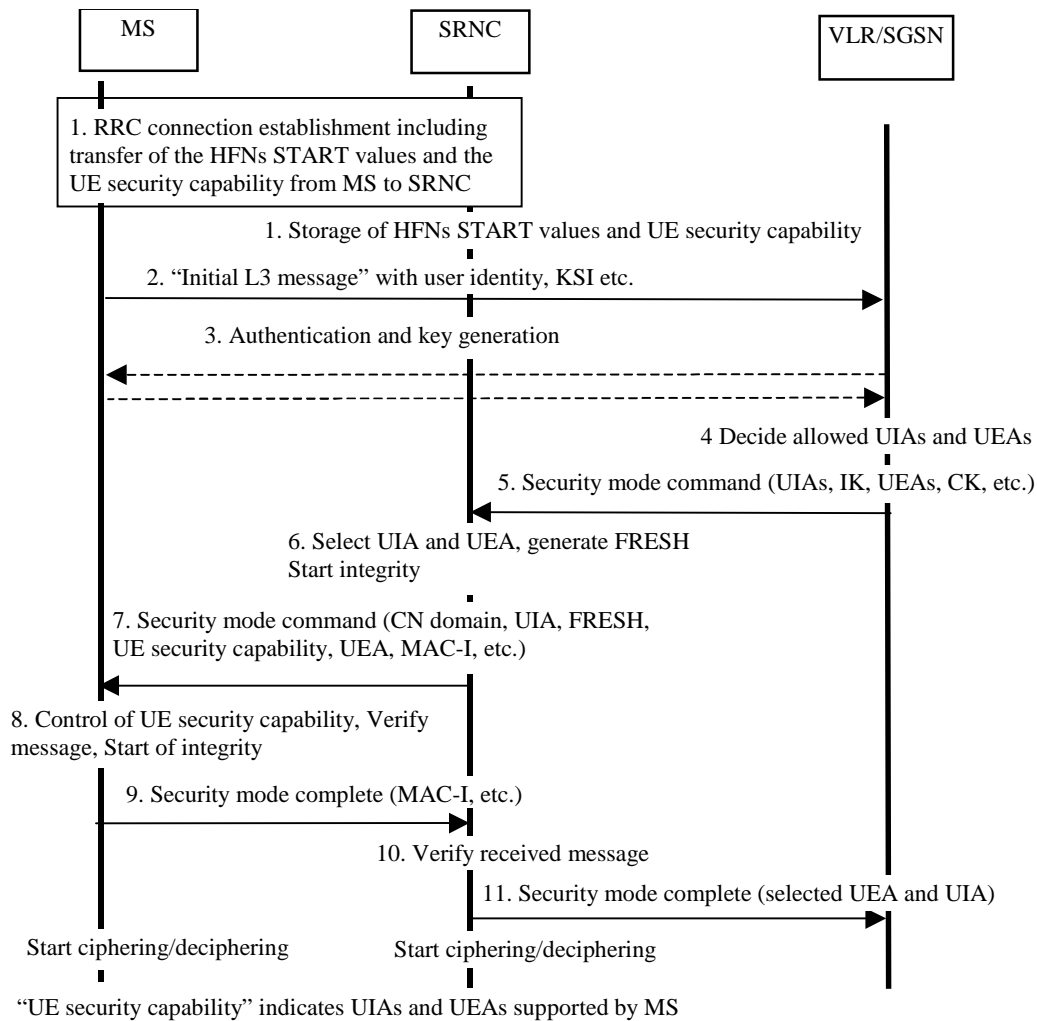 MS
SRNC
VLR/SGSN
1. RRC connection establishment including
transfer of the HFNs START values and the
UE security capability from MS to SRNC
1. Storage of HFNs START values and UE security capability
2. “Initial L3 message” with user identity, KSI etc.
3. Authentication and key generation
4 Decide allowed UIAs and UEAs
5. Security mode command (UIAs, IK, UEAs, CK, etc.)
6. Select UIA and UEA, generate FRESH
Start integrity
7. Security mode command (CN domain, UIA, FRESH,
UE security capability, UEA, MAC-I, etc.)
8. Control of UE security capability, Verify
message, Start of integrity
9. Security mode complete (MAC-I, etc.)
10. Verify received message
11. Security mode complete (selected UEA and UIA)
Start ciphering/deciphering
Start ciphering/deciphering
“UE security capability” indicates UIAs and UEAs supported by MS